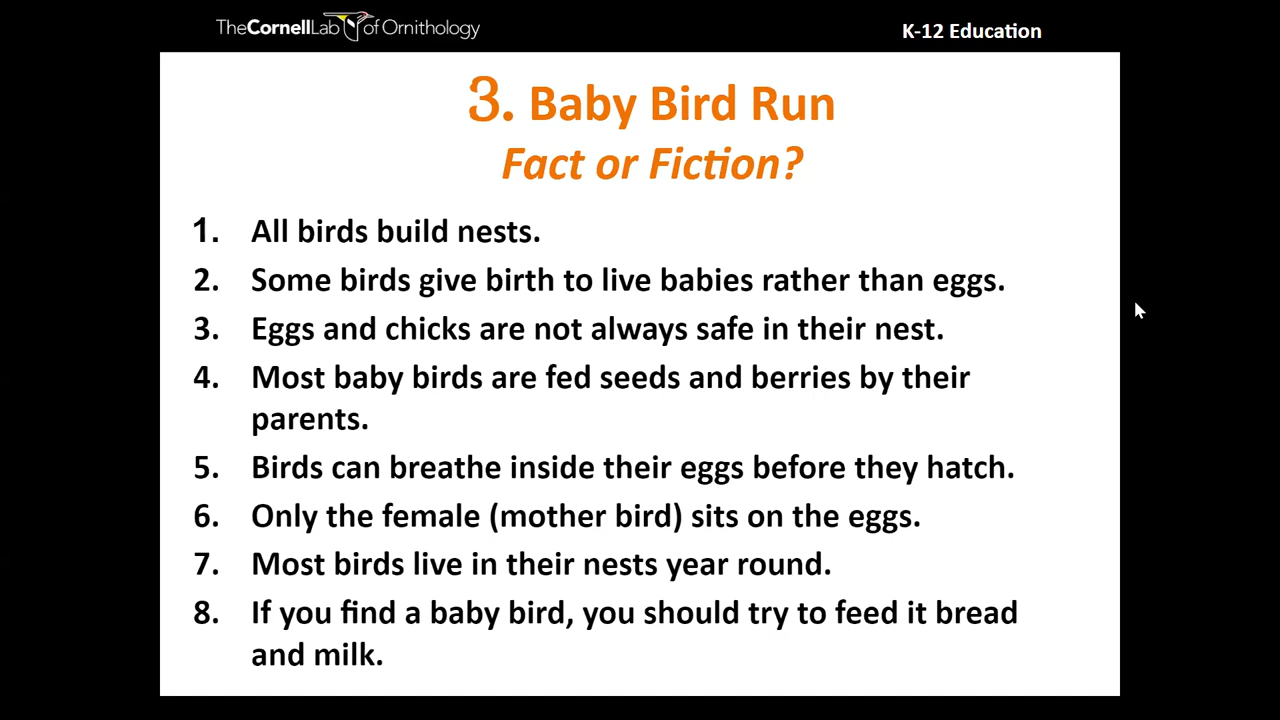 TheCornellLab of Ornithology
K-12 Education
3. Baby Bird Run
Fact or Fiction?
1. All birds build nests.
2. Some birds give birth to live babies rather than eggs.
3. Eggs and chicks are not always safe in their nest.
4. Most baby birds are fed seeds and berries by their
parents.
5. Birds can breathe inside their eggs before they hatch.
6. Only the female (mother bird) sits on the eggs.
7. Most birds live in their nests year round.
8. If you find a baby bird, you should try to feed it bread
and milk.